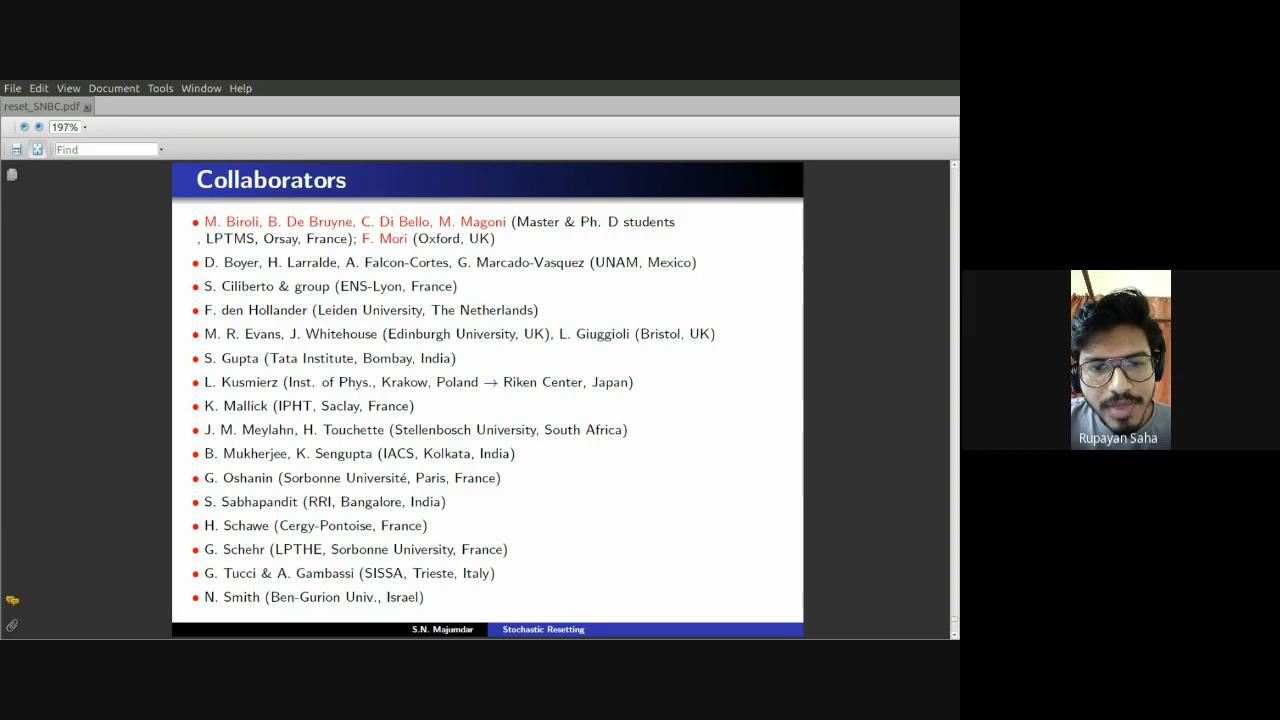 File Edit View Document Tools Window Help
reset_SNBC.pdf
197%
Find
Collaborators
• M. Biroli, B. De Bruyne, C. Di Bello, M. Magoni (Master & Ph. D students
, LPTMS, Orsay, France); F. Mori (Oxford, UK)
• D. Boyer, H. Larralde, A. Falcon-Cortes, G. Marcado-Vasquez (UNAM, Mexico)
• S. Ciliberto & group (ENS-Lyon, France)
• F. den Hollander (Leiden University, The Netherlands)
• M. R. Evans, J. Whitehouse (Edinburgh University, UK), L. Giuggioli (Bristol, UK)
• S. Gupta (Tata Institute, Bombay, India)
• L. Kusmierz (Inst. of Phys., Krakow, Poland → Riken Center, Japan)
• K. Mallick (IPHT, Saclay, France)
• J. M. Meylahn, H. Touchette (Stellenbosch University, South Africa)
• B. Mukherjee, K. Sengupta (IACS, Kolkata, India)
• G. Oshanin (Sorbonne Université, Paris, France)
• S. Sabhapandit (RRI, Bangalore, India)
• H. Schawe (Cergy-Pontoise, France)
• G. Schehr (LPTHE, Sorbonne University, France)
• G. Tucci & A. Gambassi (SISSA, Trieste, Italy)
• N. Smith (Ben-Gurion Univ., Israel)
S.N. Majumdar Stochastic Resetting
Rupayan Saha